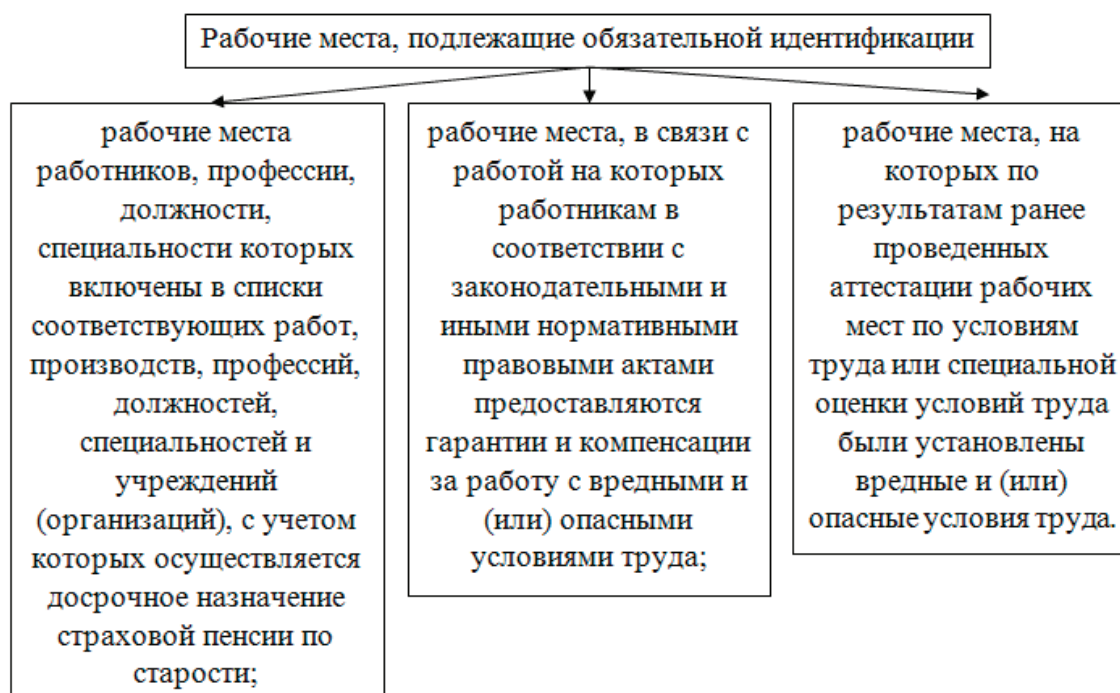 Рабочие места, подлежащие обязательной идентификации
рабочие места
работников, профессии,
должности,
специальности которых
включены в списки
соответствующих работ,
производств, профессий,
должностей,
специальностей и
учреждений
(организаций), с учетом
которых осуществляется
досрочное назначение
страховой пенсии по
старости;
рабочие места, в связи с
работой на которых
работникам в
соответствии с
законодательными и
иными нормативными
правовыми актами
предоставляются
гарантии и компенсации
за работу с вредными и
(или) опасными
условиями труда;
рабочие места, на
которых по
результатам ранее
проведенных
аттестации рабочих
мест по условиям
труда или специальной
оценки условий труда
были установлены
вредные и (или)
опасные условия труда.